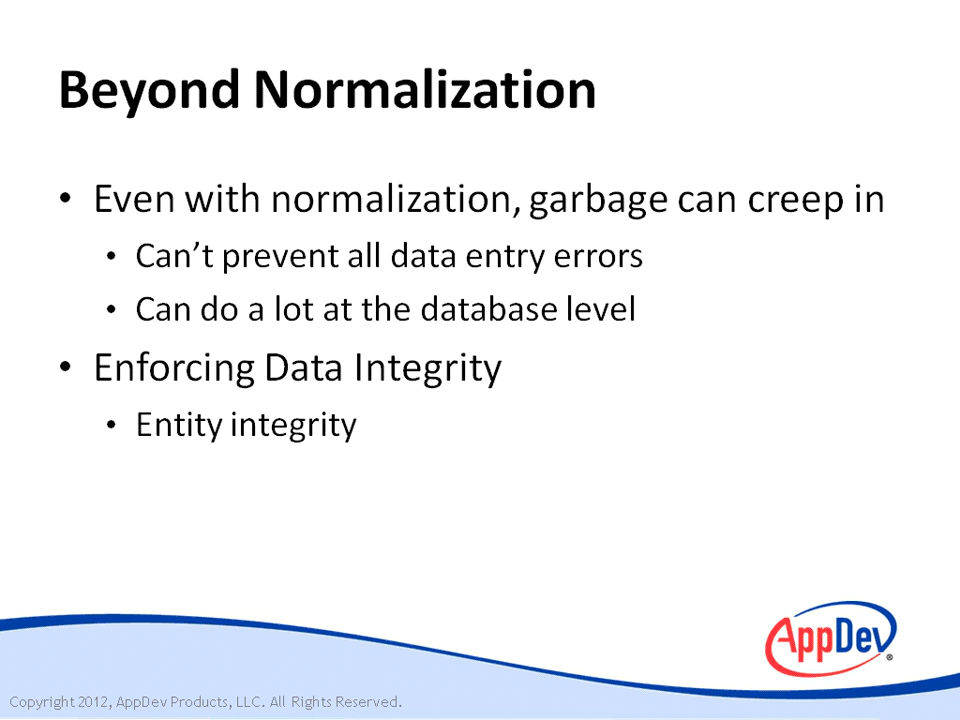 Beyond Normalization
• Even with normalization, garbage can creep in
• Can’t prevent all data entry errors
• Can do a lot at the database level
• Enforcing Data Integrity
• Entity integrity
AppDev®
Copyright 2012, AppDev Products, LLC. All Rights Reserved.